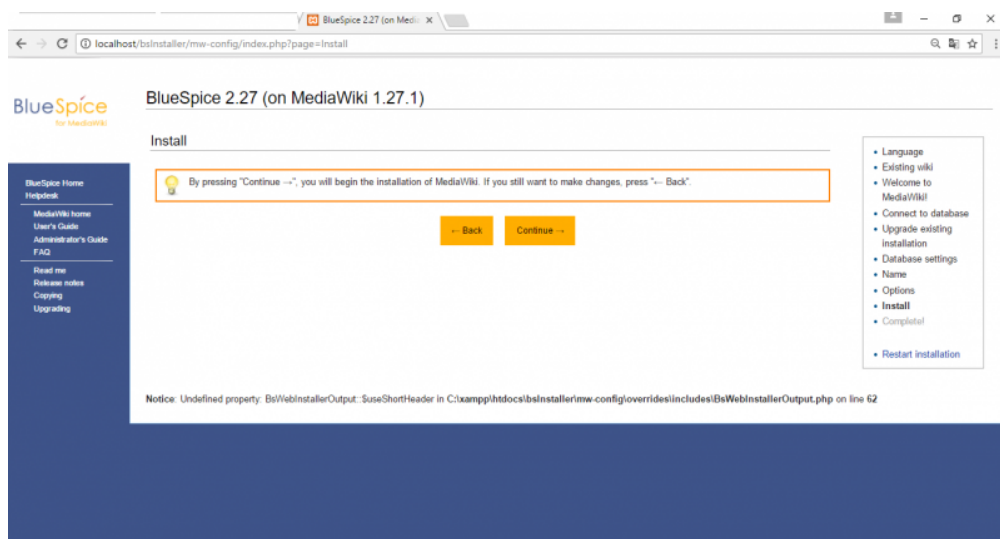 BlueSpice 2.27 (on Medi
localhost/bsInstaller/mw-config/index.php?page=Install
BlueSpice
for MediaWiki
BlueSpice 2.27 (on MediaWiki 1.27.1)
Install
By pressing "Continue →", you will begin the installation of MediaWiki. If you still want to make changes, press "← Back".
← Back
Continue →
BlueSpice Home
Helpdesk
MediaWiki home
User's Guide
Administrator's Guide
FAQ
Read me
Release notes
Copying
Upgrading
• Language
• Existing wiki
• Welcome to
MediaWiki!
• Connect to database
• Upgrade existing
installation
• Database settings
• Name
• Options
• Install
• Complete!
• Restart installation
Notice: Undefined property: BsWebInstallerOutput::$useShortHeader in C:\xampp\htdocs\bsInstaller\mw-config\overrides\includes\BsWebInstallerOutput.php on line 62